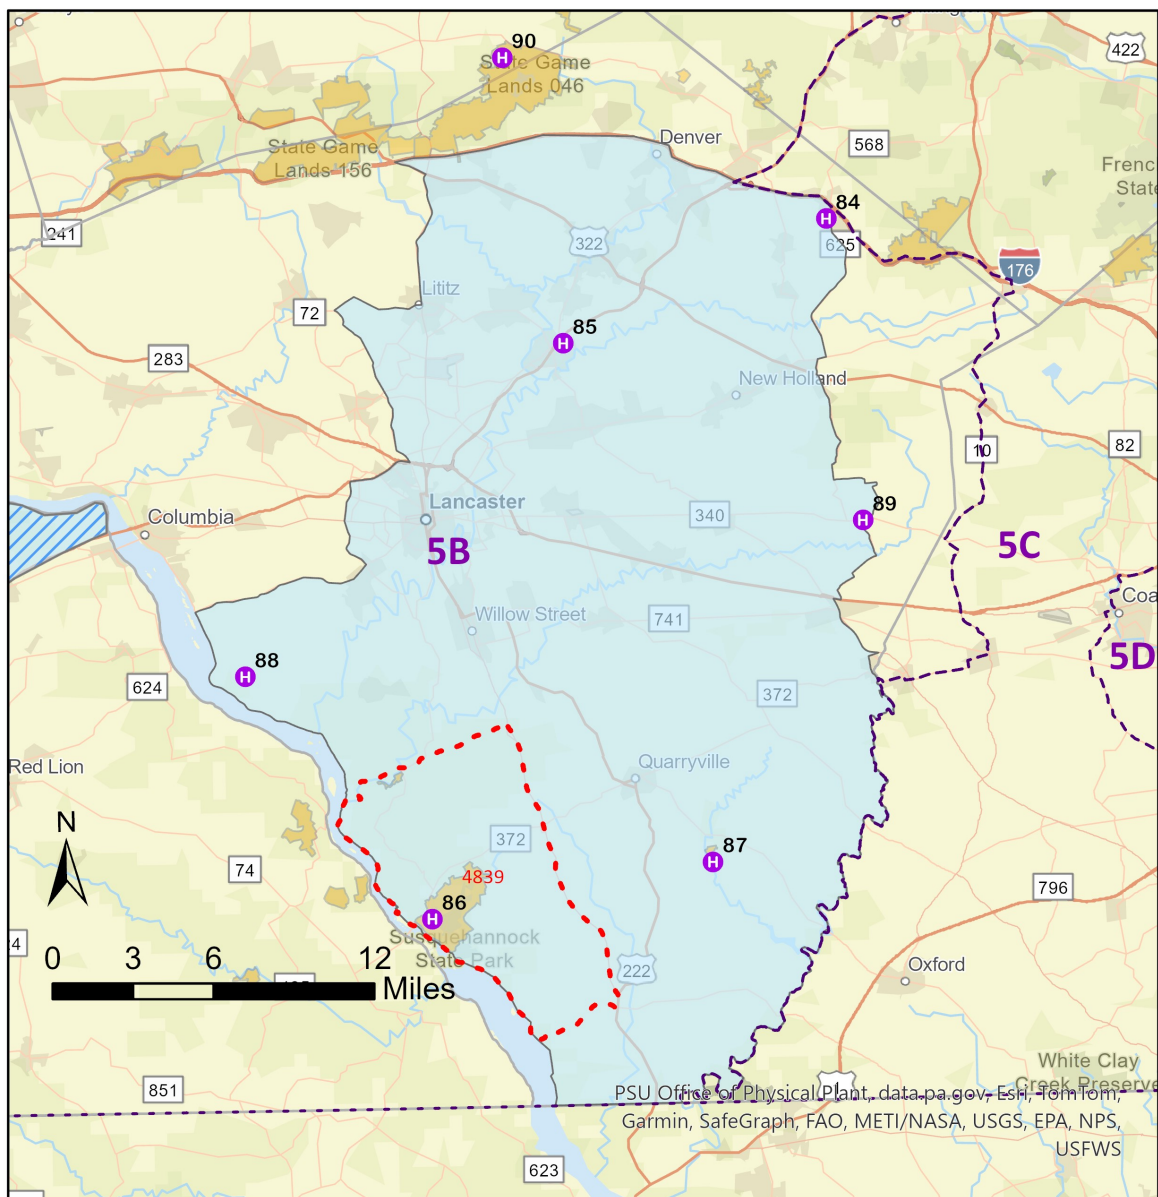 90
State Game
Lands 046
422
Denver
568
State Game
Lands 156
84
241
322
625
176
Lititz
72
85
283
New Holland
10
82
Lancaster
89
Columbia
340
5B
5C
Willow Street
741
5D
88
624
372
Red Lion
Quarryville
N
372
87
74
4839
796
86
Susquehannock
State Park
0 3 6 12
Miles
222
Oxford
White Clay
Creek Preserve
851
PSU Office of Physical Plant, data.pa.gov, Esri, TomTom,
Garmin, SafeGraph, FAO, METI/NASA, USGS, EPA, NPS,
USFWS
623